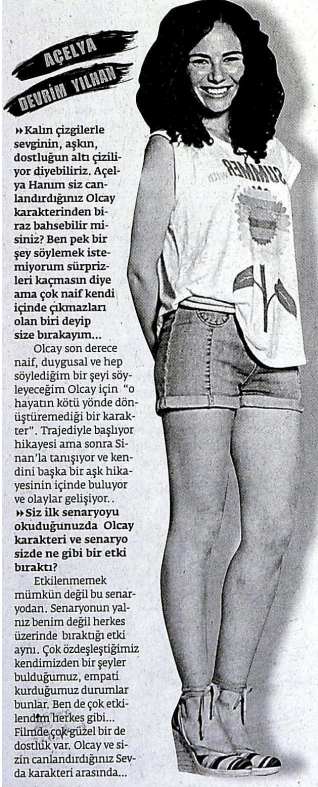 AÇELYA
DEVRİM YILHAN
»Kalın çizgilerle
sevginin, aşkın,
dostluğun altı çizili-
yor diyebiliriz. Açel-
ya Hanım siz can-
landırdığınız Olcay
karakterinden bi-
raz bahsebilir mi-
siniz? Ben pek bir
şey söylemek iste-
miyorum sürpriz-
leri kaçmasın diye
ama çok naif kendi
içinde çıkmazları
olan biri deyip
size bırakayım...
Olcay son derece
naif, duygusal ve hep
söylediğim bir şeyi söy-
leyeceğim Olcay için “o
hayatın kötü yönde dön-
üştüremediği bir karak-
ter”. Trajediyle başlıyor
hikayesi ama sonra Si-
nan’la tanışıyor ve ken-
dini başka bir aşk hika-
yesinin içinde buluyor
ve olaylar gelişiyor..
»Siz ilk senaryoyu
okuduğunuzda Olcay
karakteri ve senaryo
sizde ne gibi bir etki
bıraktı?
Etkilenmemek
mümkün değil bu senar-
yodan. Senaryonun yal-
nız benim değil herkes
üzerinde bıraktığı etki
aynı. Çok özdeşleştiğimiz
kendimizden bir şeyler
bulduğumuz, empati
kurduğumuz durumlar
bunlar. Ben de çok etki-
lendim herkes gibi...
Filmde çok güzel bir de
dostluk var. Olcay ve si-
zin canlandırdığınız Sev-
da karakteri arasında...
SUMMER